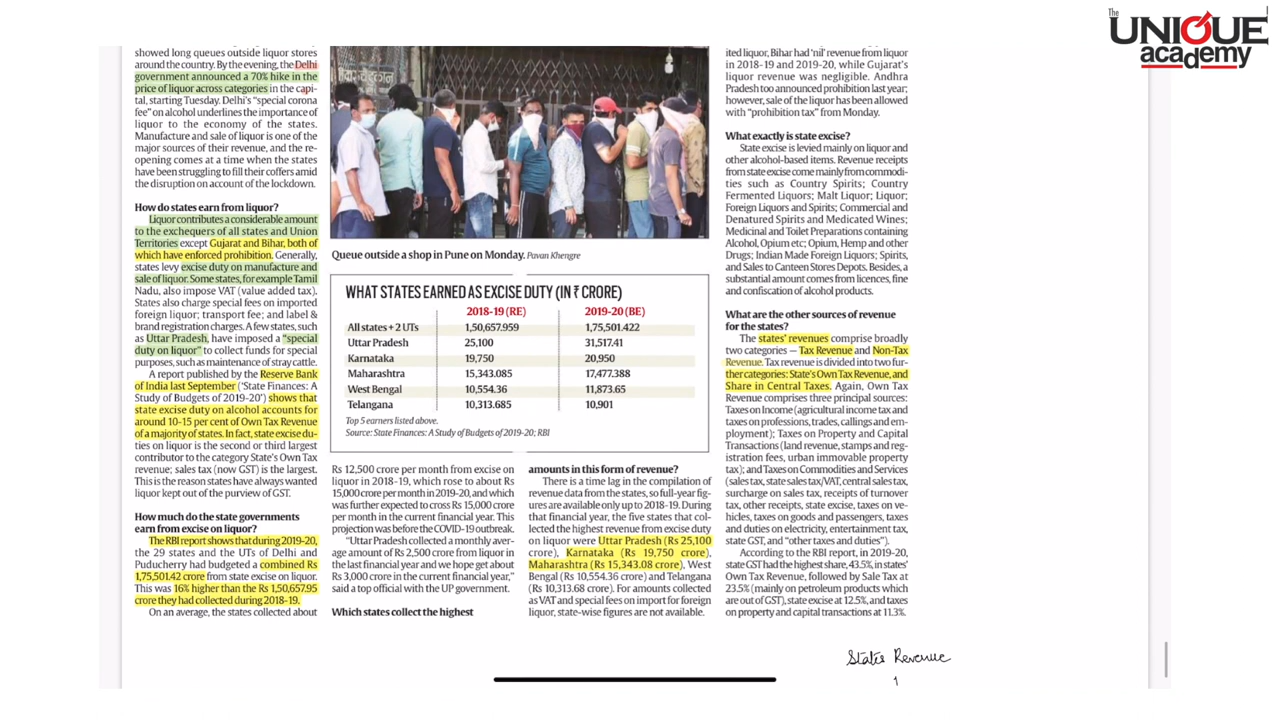 The
UNIQUE
academy
showed long queues outside liquor stores
around the country. By the evening, the Delhi
government announced a 70% hike in the
price of liquor across categories in the capi-
tal, starting Tuesday. Delhi's "special corona
fee" on alcohol underlines the importance of
liquor to the economy of the states.
Manufacture and sale of liquor is one of the
major sources of their revenue, and the re-
opening comes at a time when the states
have been struggling to fill their coffers amid
the disruption on account of the lockdown.
How do states earn from liquor?
Liquor contributes a considerable amount
to the exchequers of all states and Union
Territories except Gujarat and Bihar, both of
which have enforced prohibition. Generally,
states levy excise duty on manufacture and
sale of liquor. Some states, for example Tamil
Nadu, also impose VAT (value added tax).
States also charge special fees on imported
foreign liquor; transport fee; and label &
brand registration charges. A few states, such
as Uttar Pradesh, have imposed a "special
duty on liquor" to collect funds for special
purposes, such as maintenance of stray cattle.
A report published by the Reserve Bank
of India last September ('State Finances: A
Study of Budgets of 2019-20') shows that
state excise duty on alcohol accounts for
around 10-15 per cent of Own Tax Revenue
of a majority of states. In fact, state excise du-
ties on liquor is the second or third largest
contributor to the category State's Own Tax
revenue; sales tax (now GST) is the largest.
This is the reason states have always wanted
liquor kept out of the purview of GST.
How much do the state governments
earn from excise on liquor?
The RBI report shows that during 2019-20,
the 29 states and the UTs of Delhi and
Puducherry had budgeted a combined Rs
1,75,501.42 crore from state excise on liquor.
This was 16% higher than the Rs 1,50,657.95
crore they had collected during 2018-19.
On an average, the states collected about
Queue outside a shop in Pune on Monday. Pavan Khengre
WHAT STATES EARNED AS EXCISE DUTY (IN ₹ CRORE)
2018-19 (RE) 2019-20 (BE)
All states + 2 UTs 1,50,657.959 1,75,501.422
Uttar Pradesh 25,100 31,517.41
Karnataka 19,750 20,950
Maharashtra 15,343.085 17,477.388
West Bengal 10,554.36 11,873.65
Telangana 10,313.685 10,901
Top 5 earners listed above.
Source: State Finances: A Study of Budgets of 2019-20; RBI
Rs 12,500 crore per month from excise on
liquor in 2018-19, which rose to about Rs
15,000 crore per month in 2019-20, and which
was further expected to cross Rs 15,000 crore
per month in the current financial year. This
projection was before the COVID-19 outbreak.
"Uttar Pradesh collected a monthly aver-
age amount of Rs 2,500 crore from liquor in
the last financial year and we hope get about
Rs 3,000 crore in the current financial year,"
said a top official with the UP government.
Which states collect the highest
amounts in this form of revenue?
There is a time lag in the compilation of
revenue data from the states, so full-year fig-
ures are available only up to 2018-19. During
that financial year, the five states that col-
lected the highest revenue from excise duty
on liquor were Uttar Pradesh (Rs 25,100
crore), Karnataka (Rs 19,750 crore),
Maharashtra (Rs 15,343.08 crore), West
Bengal (Rs 10,554.36 crore) and Telangana
(Rs 10,313.68 crore). For amounts collected
as VAT and special fees on import for foreign
liquor, state-wise figures are not available.
ited liquor, Bihar had 'nil' revenue from liquor
in 2018-19 and 2019-20, while Gujarat's
liquor revenue was negligible. Andhra
Pradesh too announced prohibition last year;
however, sale of the liquor has been allowed
with "prohibition tax" from Monday.
What exactly is state excise?
State excise is levied mainly on liquor and
other alcohol-based items. Revenue receipts
from state excise come mainly from commodi-
ties such as Country Spirits; Country
Fermented Liquors; Malt Liquor; Liquor;
Foreign Liquors and Spirits; Commercial and
Denatured Spirits and Medicated Wines;
Medicinal and Toilet Preparations containing
Alcohol, Opium etc; Opium, Hemp and other
Drugs; Indian Made Foreign Liquors; Spirits,
and Sales to Canteen Stores Depots. Besides, a
substantial amount comes from licences, fine
and confiscation of alcohol products.
What are the other sources of revenue
for the states?
The states' revenues comprise broadly
two categories — Tax Revenue and Non-Tax
Revenue. Tax revenue is divided into two fur-
ther categories: State's Own Tax Revenue, and
Share in Central Taxes. Again, Own Tax
Revenue comprises three principal sources:
Taxes on Income (agricultural income tax and
taxes on professions, trades, callings and em-
ployment); Taxes on Property and Capital
Transactions (land revenue, stamps and reg-
istration fees, urban immovable property
tax); and Taxes on Commodities and Services
(sales tax, state sales tax/VAT, central sales tax,
surcharge on sales tax, receipts of turnover
tax, other receipts, state excise, taxes on ve-
hicles, taxes on goods and passengers, taxes
and duties on electricity, entertainment tax,
state GST, and "other taxes and duties").
According to the RBI report, in 2019-20,
state GST had the highest share, 43.5%, in states'
Own Tax Revenue, followed by Sale Tax at
23.5% (mainly on petroleum products which
are out of GST), state excise at 12.5%, and taxes
on property and capital transactions at 11.3%.
States Revenue